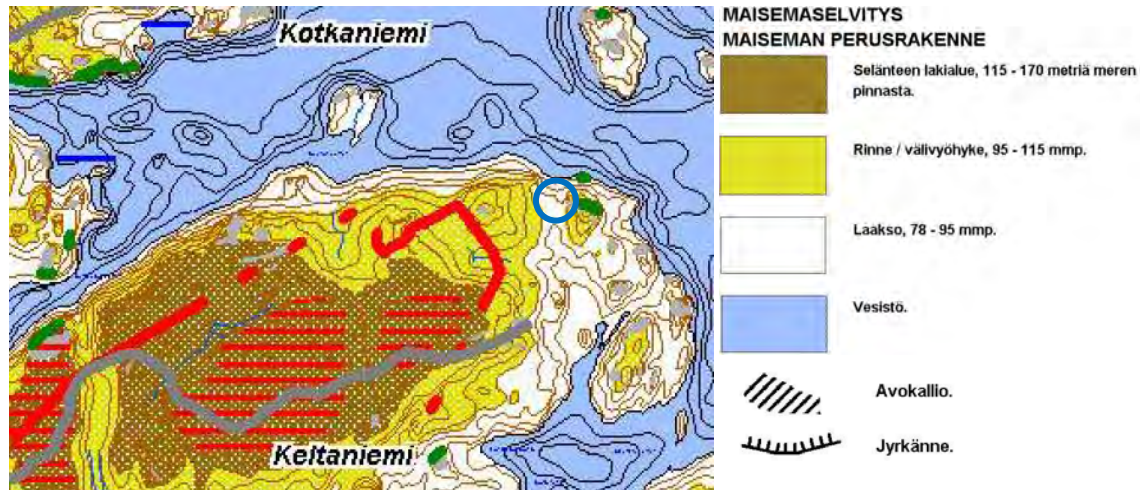 Kotkaniemi
Keltaniemi
MAISEMASELVITYS
MAISEMAN PERUSRAKENNE
Selänteen lakialue, 115 - 170 metriä meren
pinnasta.
Rinne / välivyöhyke, 95 - 115 mmp.
Laakso, 78 - 95 mmp.
Vesistö.
Avokallio.
Jyrkänne.